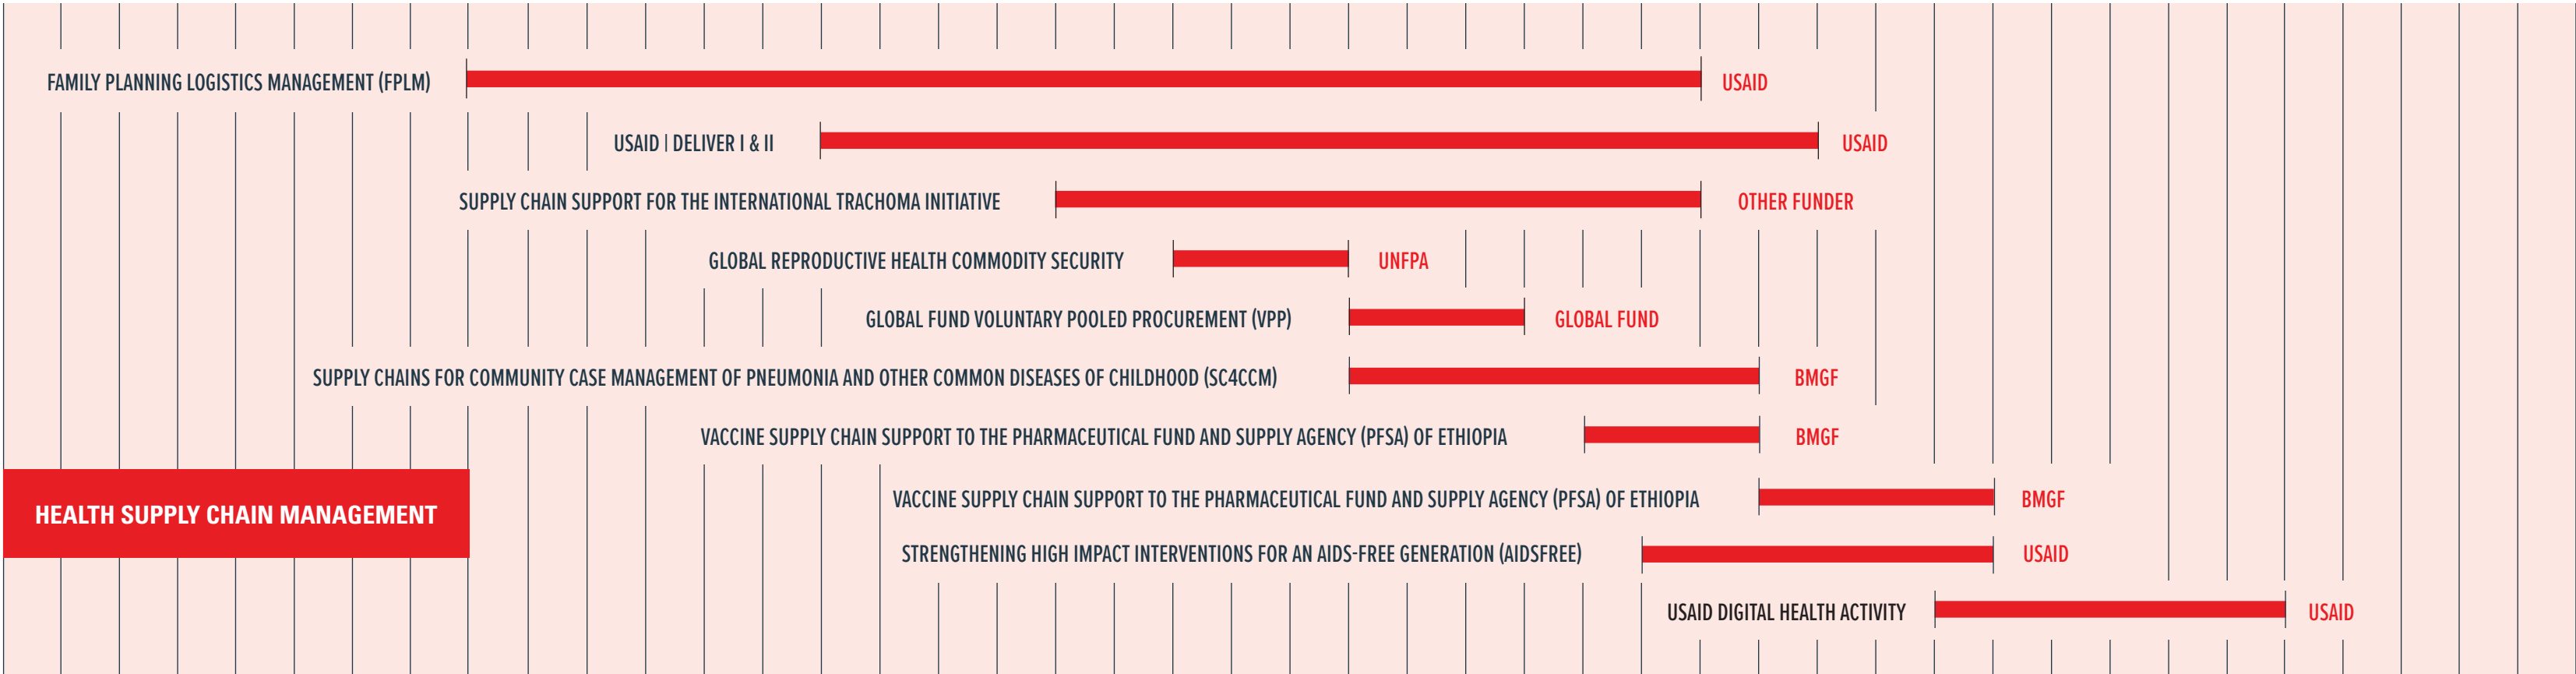 FAMILY PLANNING LOGISTICS MANAGEMENT (FPLM) USAID
USAID | DELIVER I & II USAID
SUPPLY CHAIN SUPPORT FOR THE INTERNATIONAL TRACHOMA INITIATIVE OTHER FUNDER
GLOBAL REPRODUCTIVE HEALTH COMMODITY SECURITY UNFPA
GLOBAL FUND VOLUNTARY POOLED PROCUREMENT (VPP) GLOBAL FUND
SUPPLY CHAINS FOR COMMUNITY CASE MANAGEMENT OF PNEUMONIA AND OTHER COMMON DISEASES OF CHILDHOOD (SC4CCM) BMGF
VACCINE SUPPLY CHAIN SUPPORT TO THE PHARMACEUTICAL FUND AND SUPPLY AGENCY (PFSA) OF ETHIOPIA BMGF
VACCINE SUPPLY CHAIN SUPPORT TO THE PHARMACEUTICAL FUND AND SUPPLY AGENCY (PFSA) OF ETHIOPIA BMGF
HEALTH SUPPLY CHAIN MANAGEMENT
STRENGTHENING HIGH IMPACT INTERVENTIONS FOR AN AIDS-FREE GENERATION (AIDSFREE) USAID
USAID DIGITAL HEALTH ACTIVITY USAID